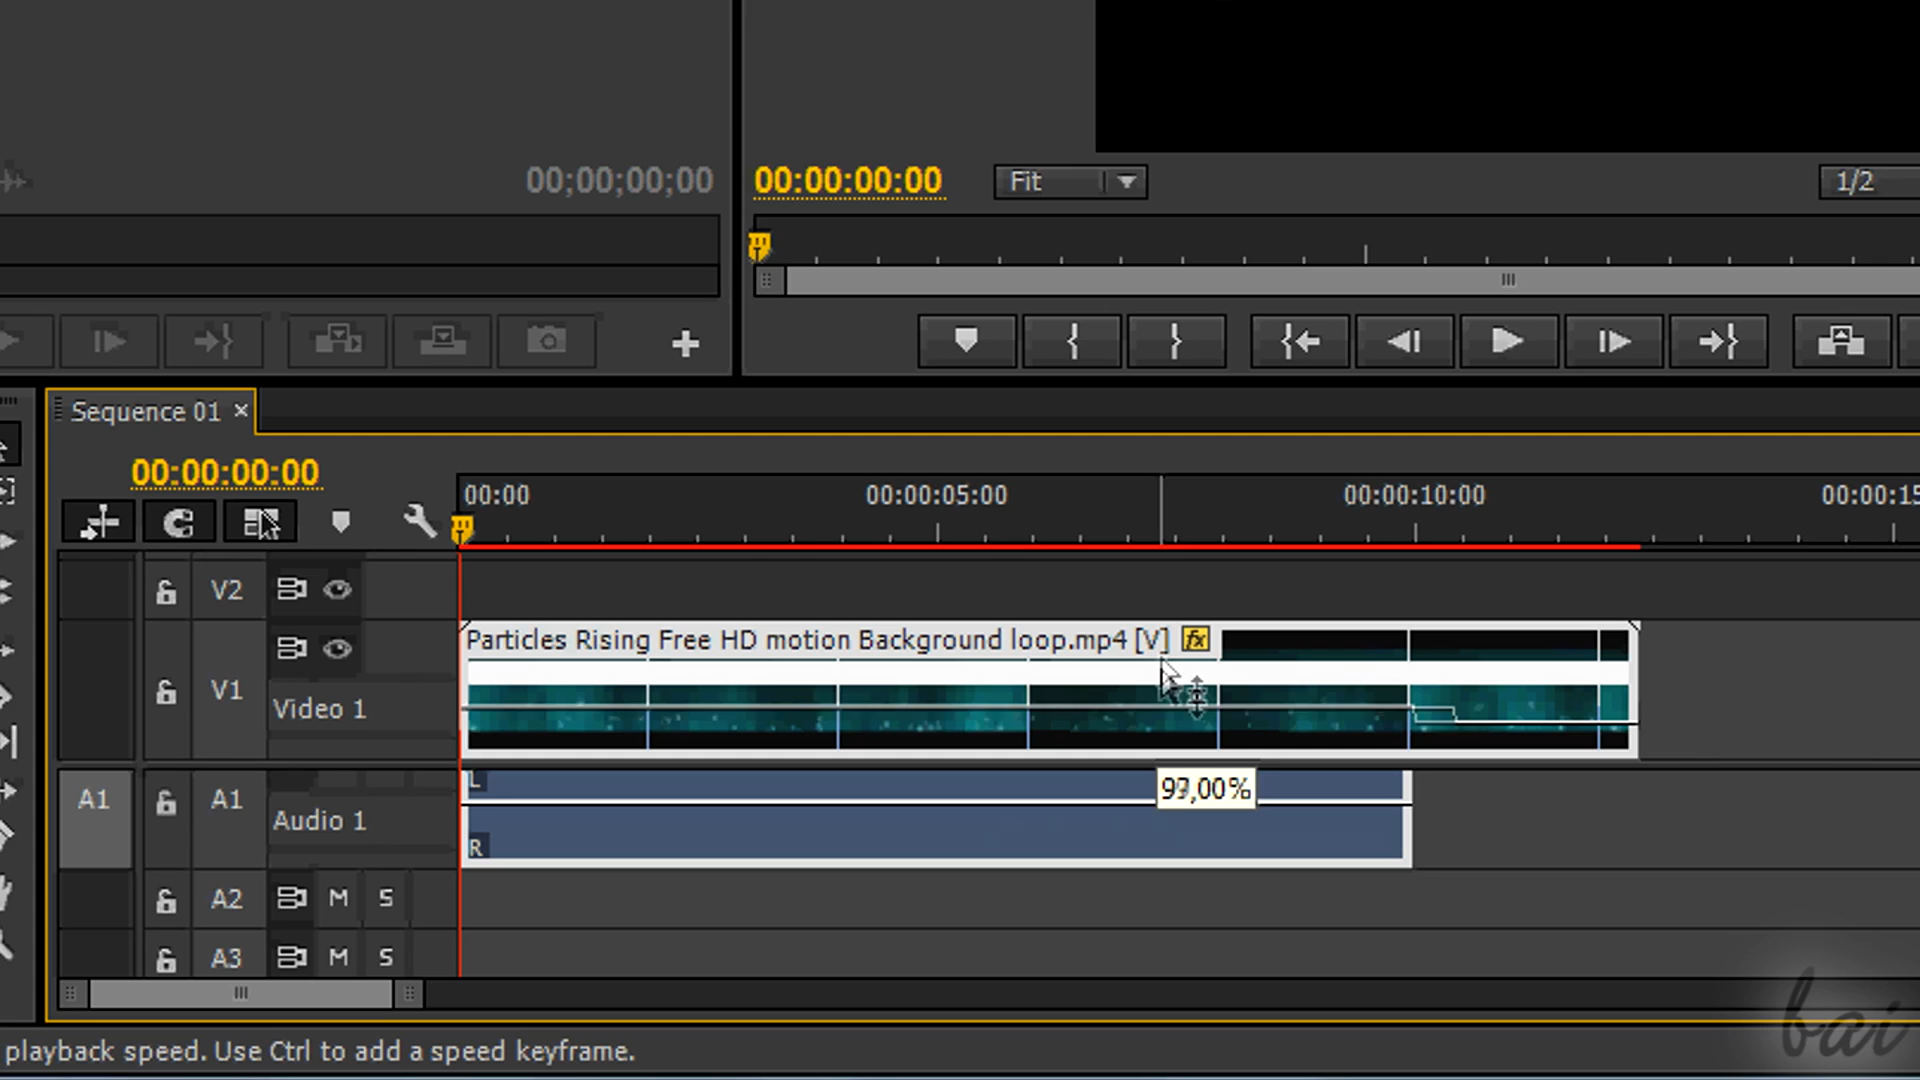 00;00;00;00
00:00:00:00
Fit
1/2
Sequence 01
00:00:00:00
00:00
00:00:05:00
00:00:10:00
00:00:15
V2
Particles Rising Free HD motion Background loop.mp4 [V] fx
V1
Video 1
L
A1
A1
Audio 1
R
A2 M S
A3 M S
playback speed. Use Ctrl to add a speed keyframe.
bai